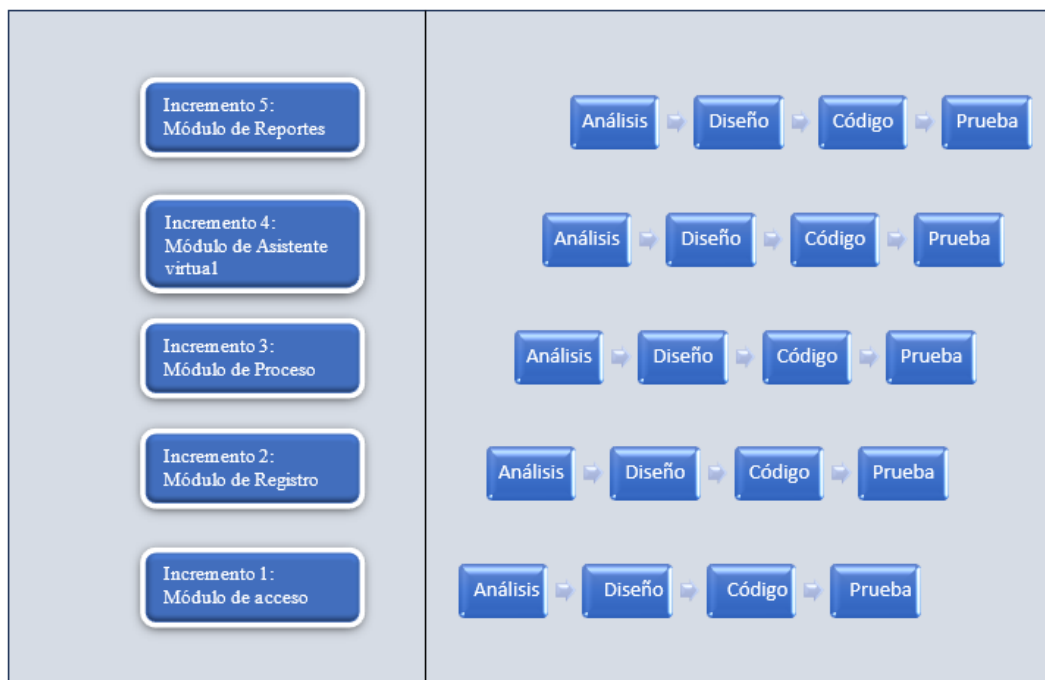 Incremento 5:
Módulo de Reportes
Análisis
Diseño
Código
Prueba
Incremento 4:
Módulo de Asistente
virtual
Análisis
Diseño
Código
Prueba
Incremento 3:
Módulo de Proceso
Análisis
Diseño
Código
Prueba
Incremento 2:
Módulo de Registro
Análisis
Diseño
Código
Prueba
Incremento 1:
Módulo de acceso
Análisis
Diseño
Código
Prueba